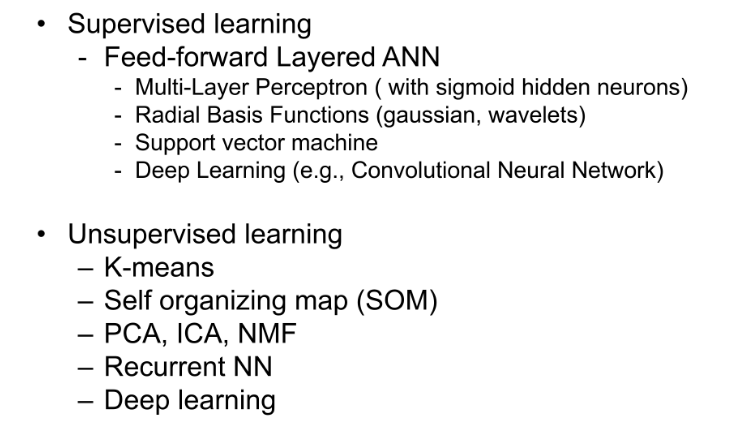 • Supervised learning
- Feed-forward Layered ANN
- Multi-Layer Perceptron ( with sigmoid hidden neurons)
- Radial Basis Functions (gaussian, wavelets)
- Support vector machine
- Deep Learning (e.g., Convolutional Neural Network)
• Unsupervised learning
– K-means
– Self organizing map (SOM)
– PCA, ICA, NMF
– Recurrent NN
– Deep learning